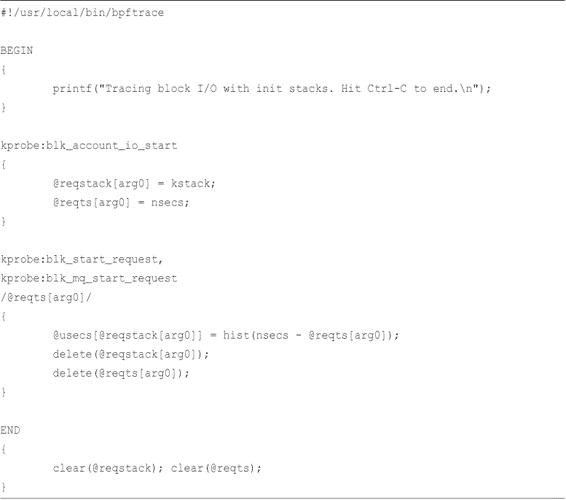 #!/usr/local/bin/bpftrace
BEGIN
{
printf("Tracing block I/O with init stacks. Hit Ctrl-C to end.\n");
}
kprobe:blk_account_io_start
{
@reqstack[arg0] = kstack;
@reqts[arg0] = nsecs;
}
kprobe:blk_start_request,
kprobe:blk_mq_start_request
/@reqts[arg0]/
{
@usecs[@reqstack[arg0]] = hist(nsecs - @reqts[arg0]);
delete(@reqstack[arg0]);
delete(@reqts[arg0]);
}
END
{
clear(@reqstack); clear(@reqts);
}